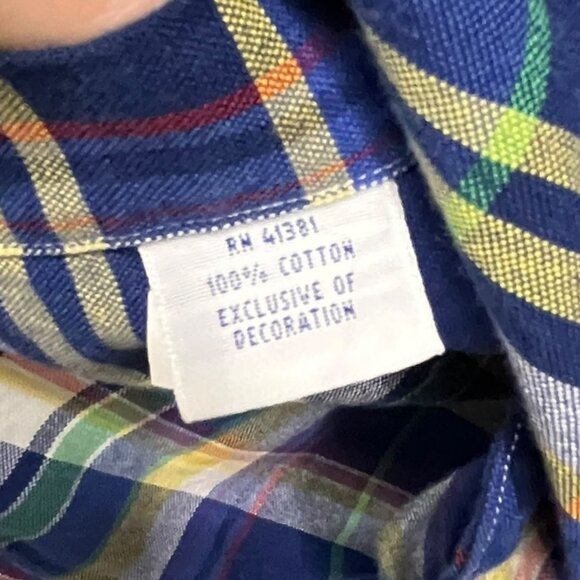 RN 41381
100% COTTON
EXCLUSIVE OF
DECORATION